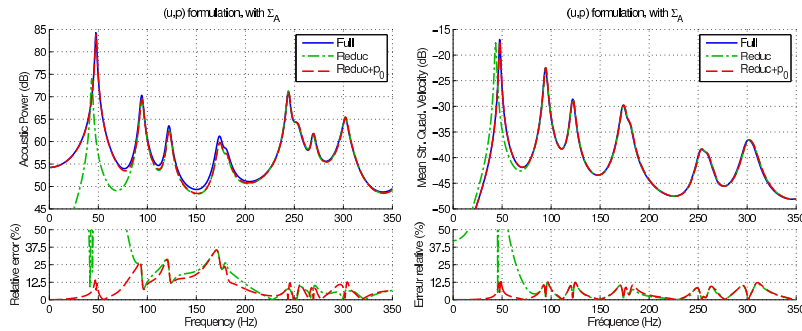 (u,p) formulation, with Σ_A
Acoustic Power (dB)
85
80
75
70
65
60
55
50
45
0 50 100 150 200 250 300 350
Full
Reduc
Reduc+p_0
Relative error (%)
50
37.5
25
12.5
0
0 50 100 150 200 250 300 350
Frequency (Hz)
(u,p) formulation, with Σ_A
Mean. Str. Quad. Velocity (dB)
−15
−20
−25
−30
−35
−40
−45
−50
0 50 100 150 200 250 300 350
Full
Reduc
Reduc+p_0
Erreur relative (%)
50
37.5
25
12.5
0
0 50 100 150 200 250 300 350
Fréquence (Hz)